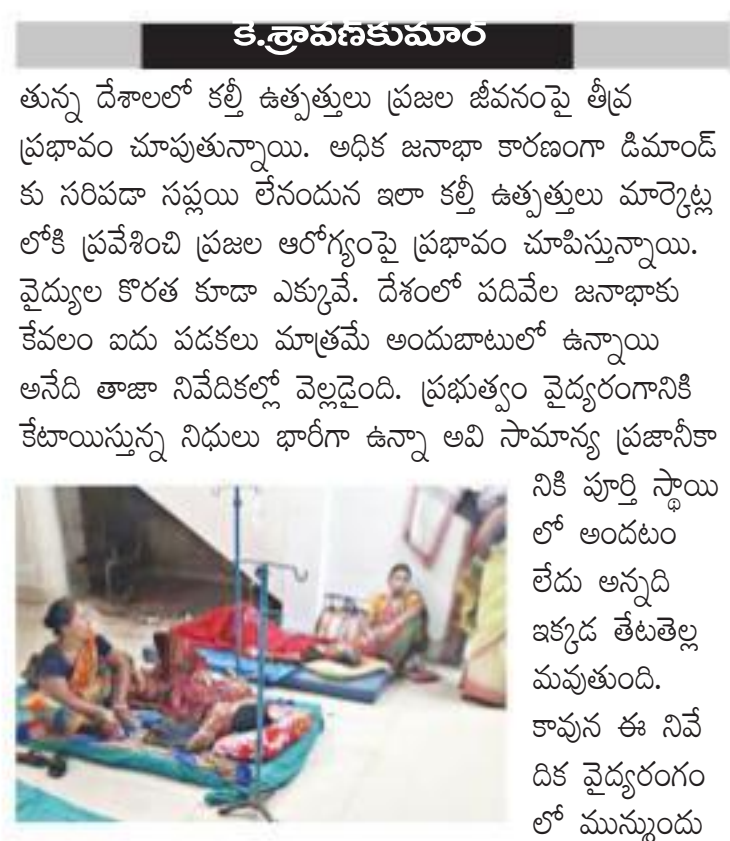 కె.శ్రావణ్‌కుమార్
తున్న దేశాలలో కల్తీ ఉత్పత్తులు ప్రజల జీవనంపై తీవ్ర
ప్రభావం చూపుతున్నాయి. అధిక జనాభా కారణంగా డిమాండ్
కు సరిపడా సప్లయి లేనందున ఇలా కల్తీ ఉత్పత్తులు మార్కెట్ల
లోకి ప్రవేశించి ప్రజల ఆరోగ్యంపై ప్రభావం చూపిస్తున్నాయి.
వైద్యుల కొరత కూడా ఎక్కువే. దేశంలో పదివేల జనాభాకు
కేవలం ఐదు పడకలు మాత్రమే అందుబాటులో ఉన్నాయి
అనేది తాజా నివేదికల్లో వెల్లడైంది. ప్రభుత్వం వైద్యరంగానికి
కేటాయిస్తున్న నిధులు భారీగా ఉన్నా అవి సామాన్య ప్రజానీకా
నికి పూర్తి స్థాయి
లో అందటం
లేదు అన్నది
ఇక్కడ తేటతెల్ల
మవుతుంది.
కావున ఈ నివే
దిక వైద్యరంగం
లో మున్ముందు